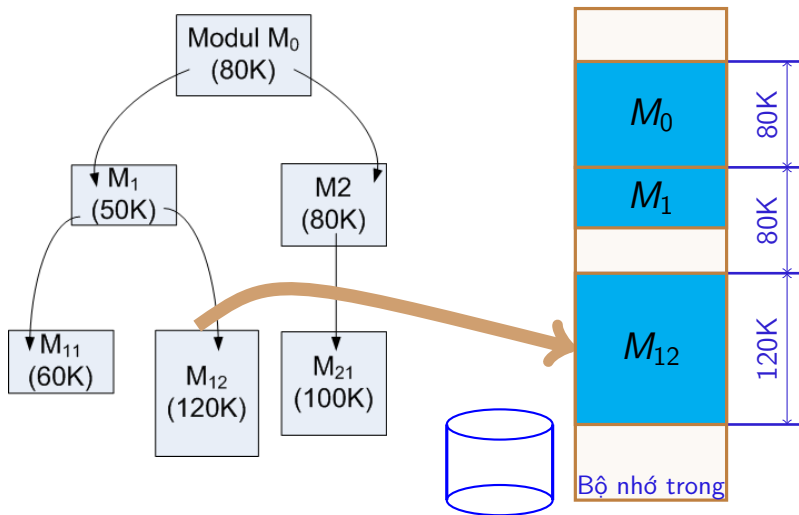 Modul M₀
(80K)
M₁
(50K)
M2
(80K)
M₁₁
(60K)
M₁₂
(120K)
M₂₁
(100K)
M₀
M₁
M₁₂
80K
80K
120K
Bộ nhớ trong